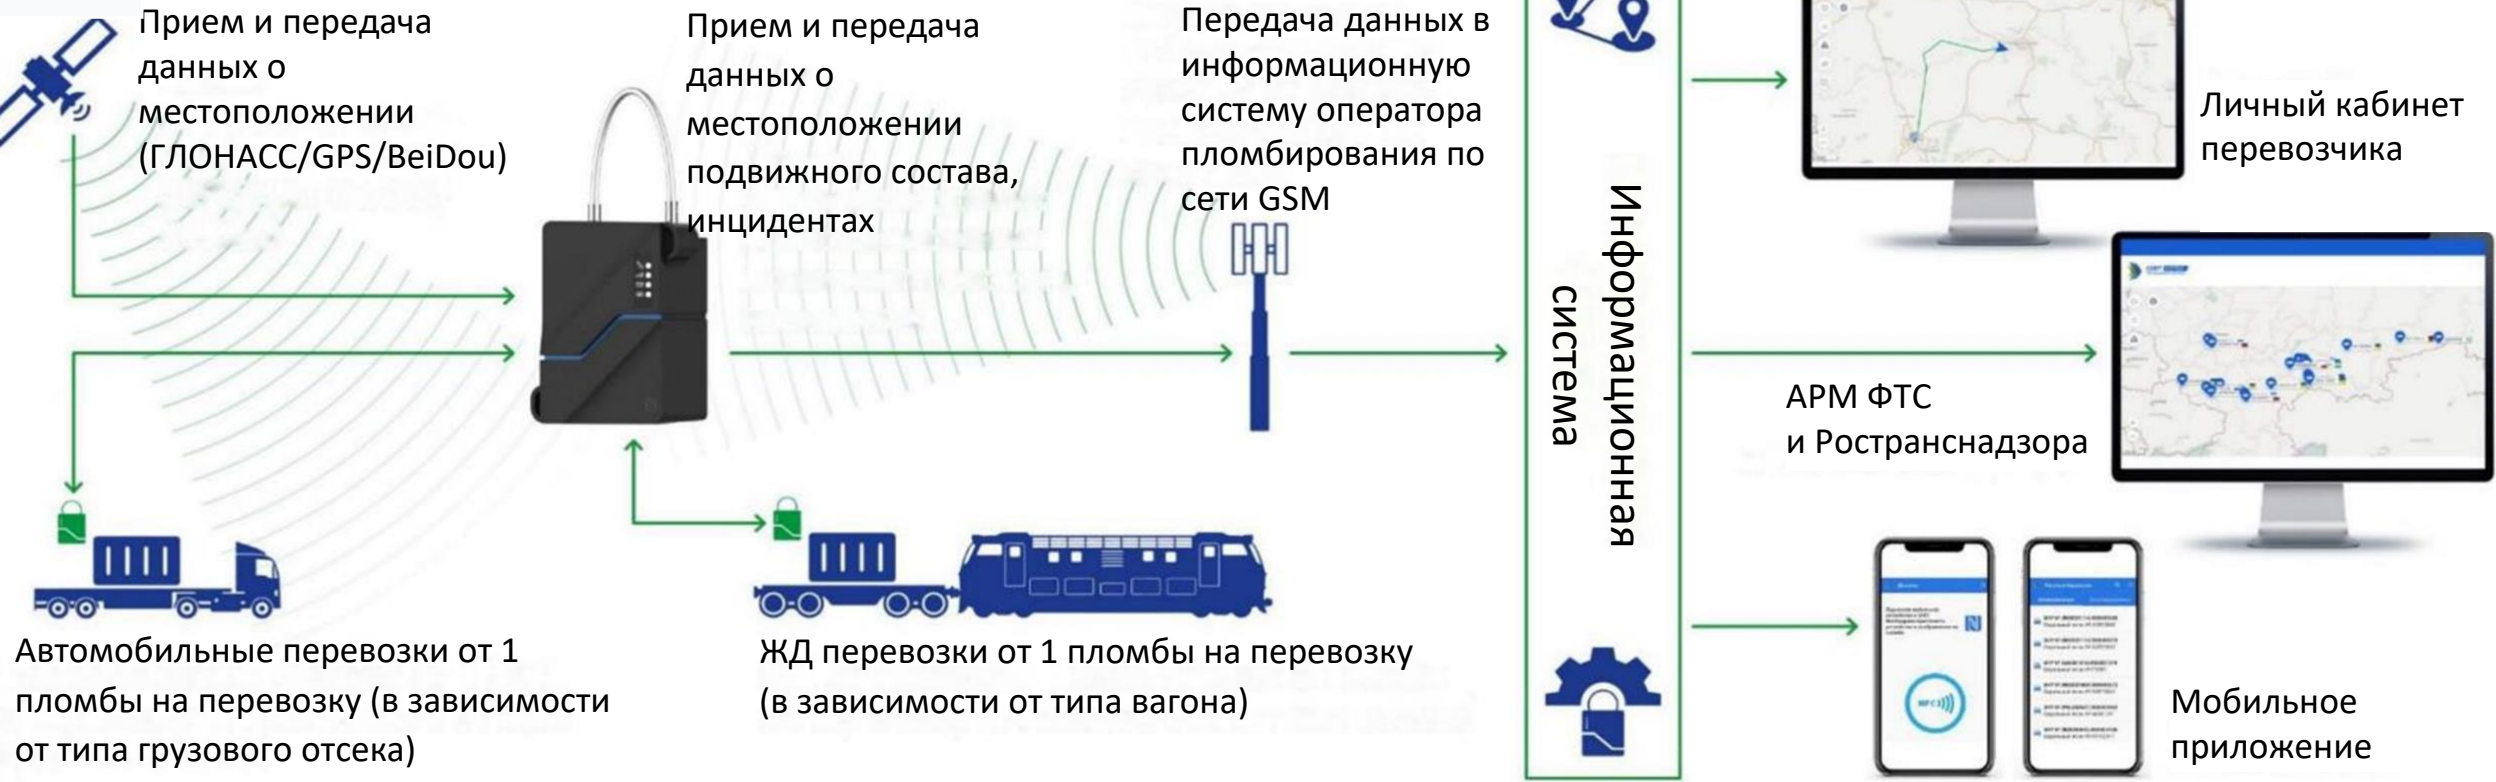 Прием и передача
данных о
местоположении
(ГЛОНАСС/GPS/BeiDou)
Прием и передача
данных о
местоположении
подвижного состава,
инцидентах
Передача данных в
информационную
систему оператора
пломбирования по
сети GSM
Информационная
система
Личный кабинет
перевозчика
АРМ ФТС
и Ространснадзора
Автомобильные перевозки от 1
пломбы на перевозку (в зависимости
от типа грузового отсека)
ЖД перевозки от 1 пломбы на перевозку
(в зависимости от типа вагона)
NFC
Мобильное
приложение